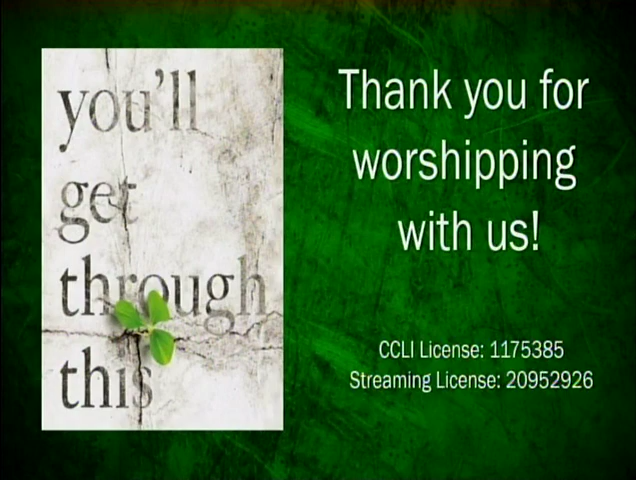 you'll
get
through
this
Thank you for
worshipping
with us!
CCLI License: 1175385
Streaming License: 20952926